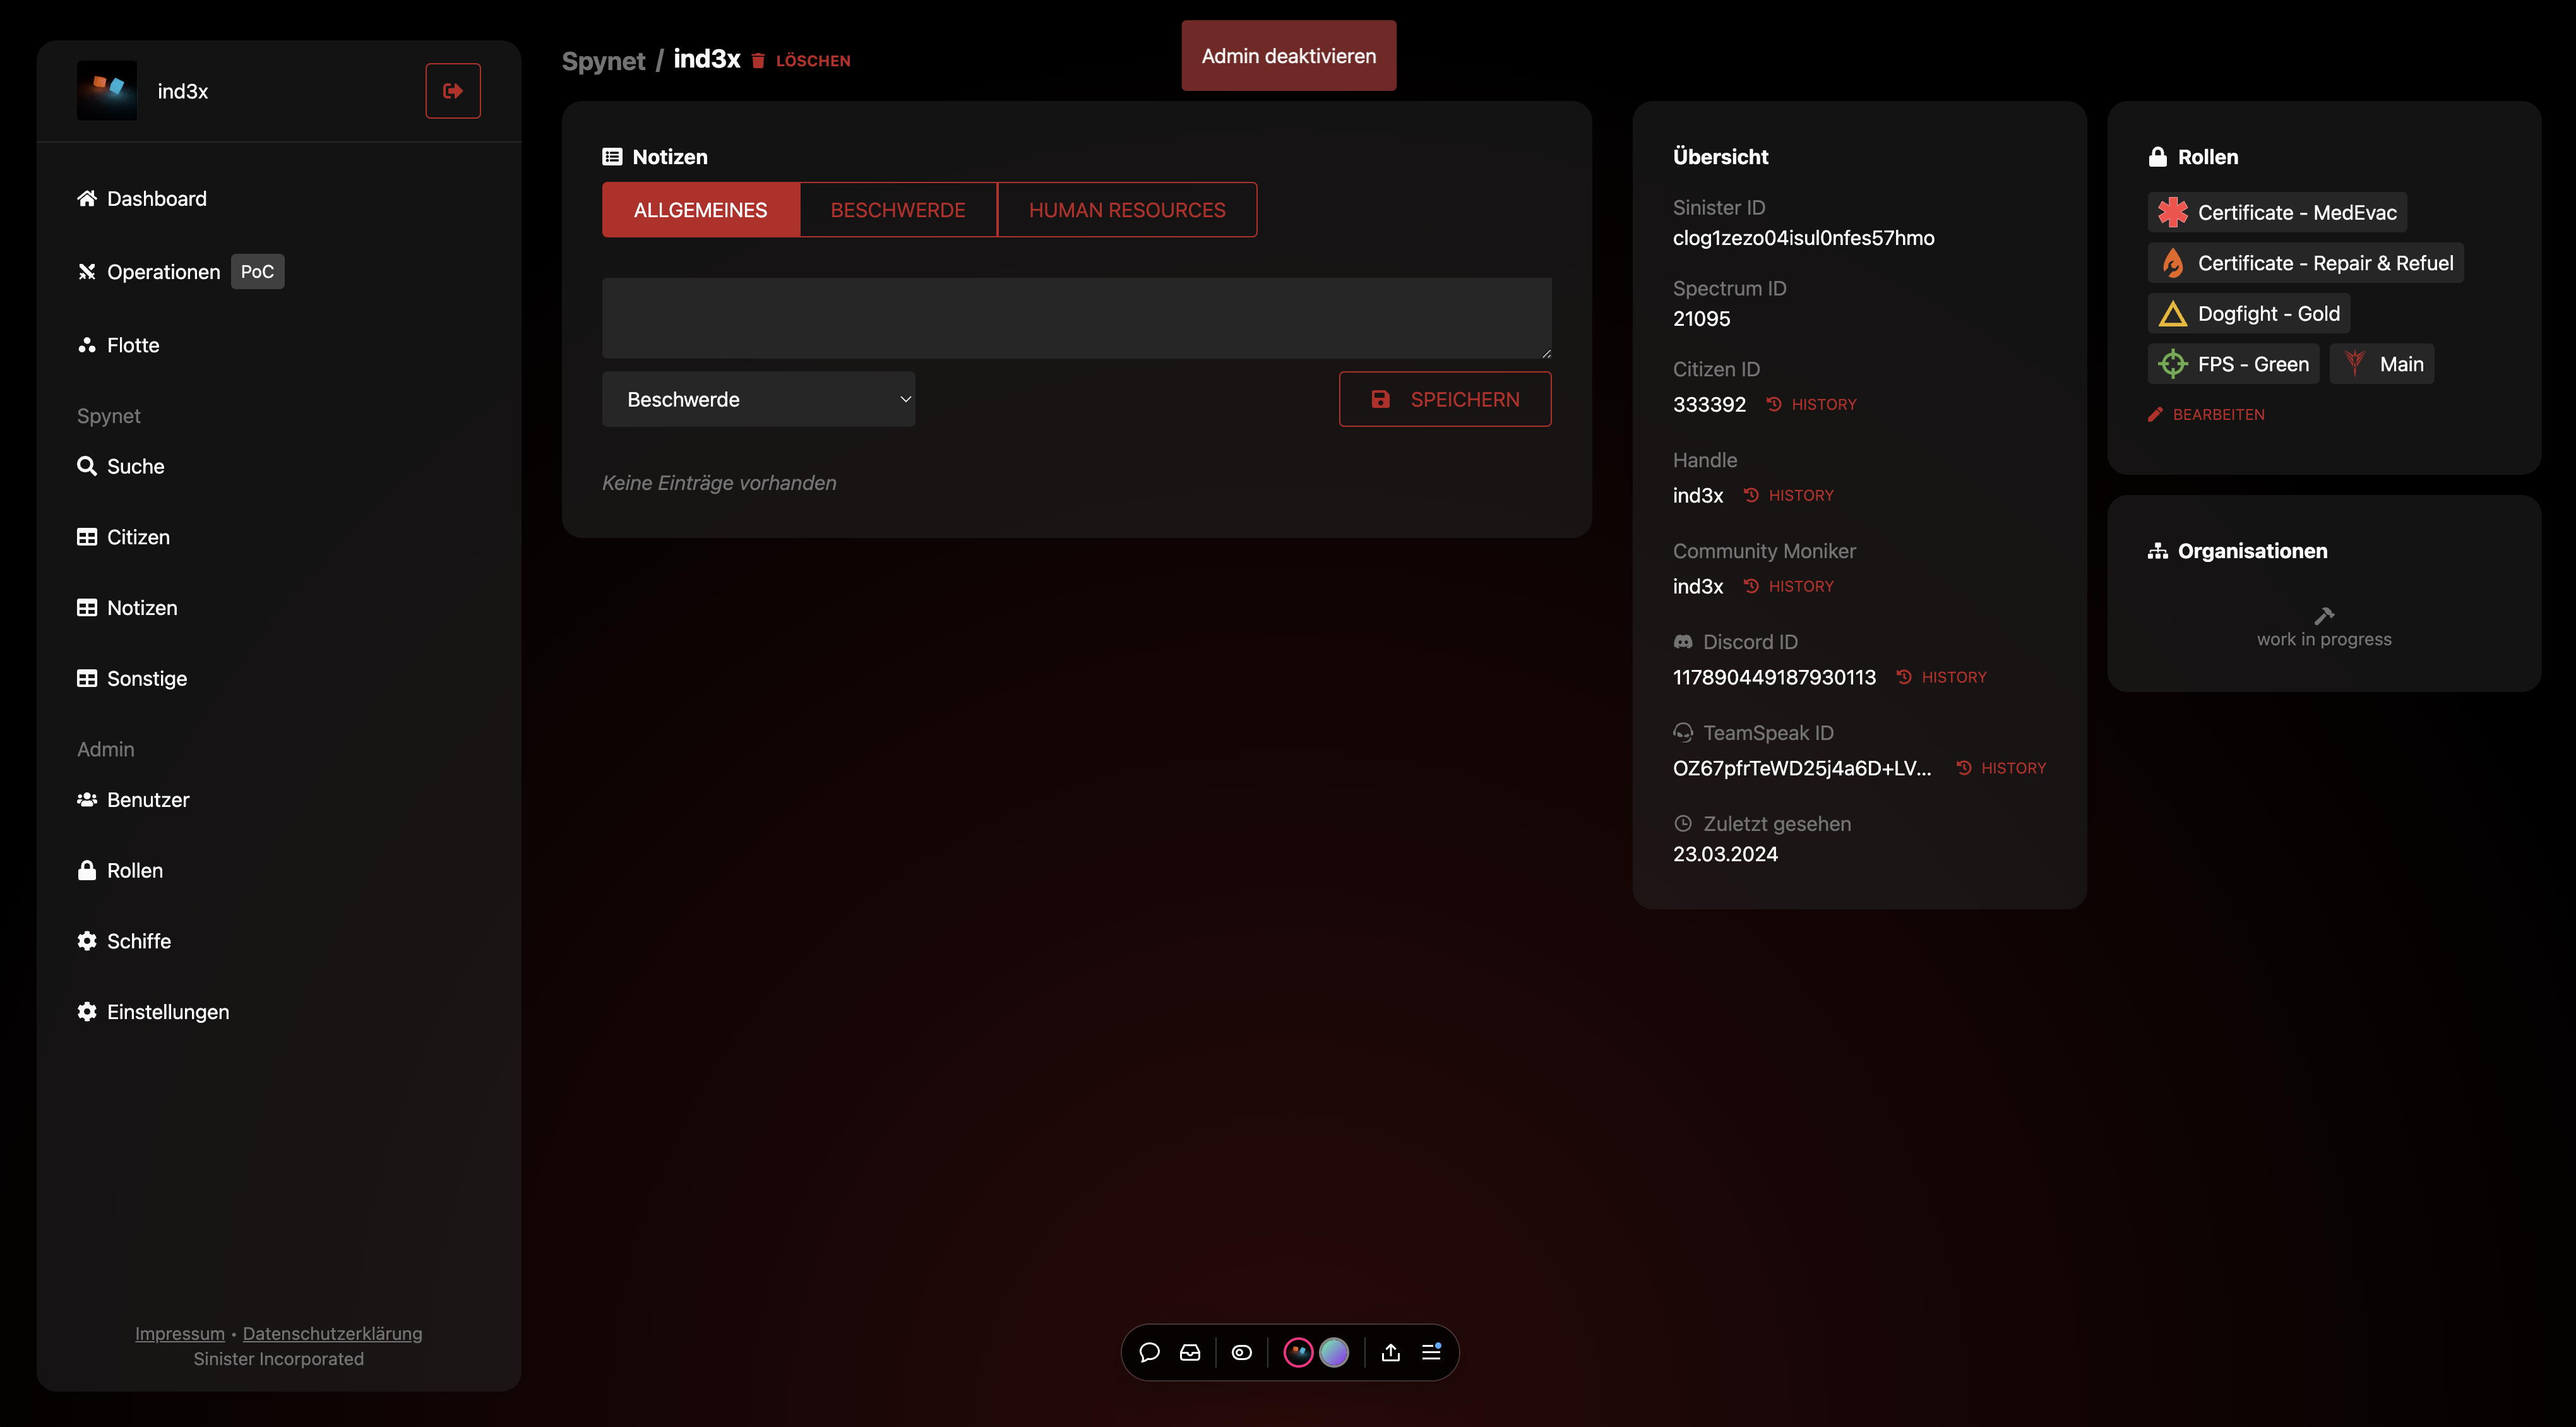 ind3x
Dashboard
Operationen PoC
Flotte
Spynet
Suche
Citizen
Notizen
Sonstige
Admin
Benutzer
Rollen
Schiffe
Einstellungen
Impressum • Datenschutzerklärung
Sinister Incorporated
Spynet / ind3x LÖSCHEN
Admin deaktivieren
Notizen
ALLGEMEINES BESCHWERDE HUMAN RESOURCES
Beschwerde SPEICHERN
Keine Einträge vorhanden
Übersicht
Sinister ID
clog1zezo04isul0nfes57hmo
Spectrum ID
21095
Citizen ID
333392 HISTORY
Handle
ind3x HISTORY
Community Moniker
ind3x HISTORY
Discord ID
117890449187930113 HISTORY
TeamSpeak ID
OZ67pfrTeWD25j4a6D+LV... HISTORY
Zuletzt gesehen
23.03.2024
Rollen
Certificate - MedEvac
Certificate - Repair & Refuel
Dogfight - Gold
FPS - Green Main
BEARBEITEN
Organisationen
work in progress